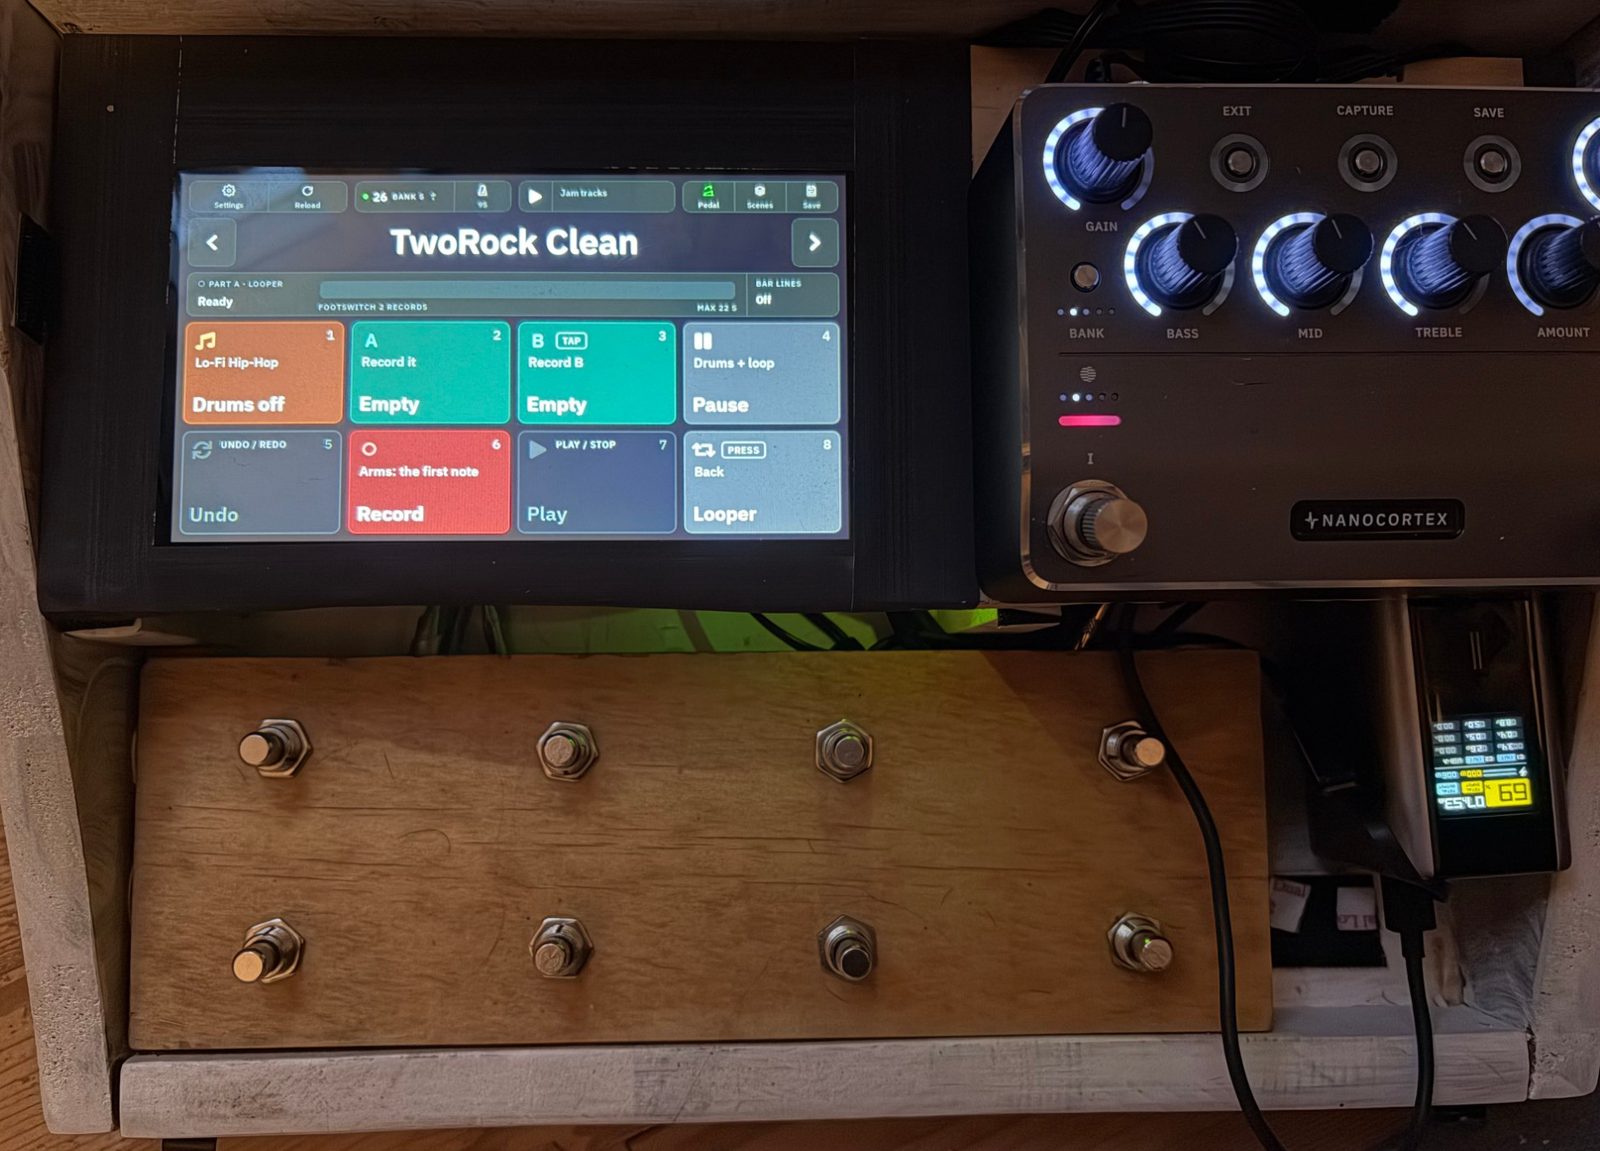 Settings
Reload
26 BANK 6
95
Jam tracks
Pedal
Scenes
Save
TwoRock Clean
PART A - LOOPER
Ready
FOOTSWITCH 2 RECORDS
MAX 22 S
BAR LINES
Off
1
Lo-Fi Hip-Hop
Drums off
A 2
Record it
Empty
B TAP 3
Record B
Empty
4
Drums + loop
Pause
UNDO / REDO 5
Undo
6
Arms: the first note
Record
PLAY / STOP 7
Play
PRESS 8
Back
Looper
EXIT
CAPTURE
SAVE
GAIN
BANK
BASS
MID
TREBLE
AMOUNT
I
NANOCORTEX
69
Dual